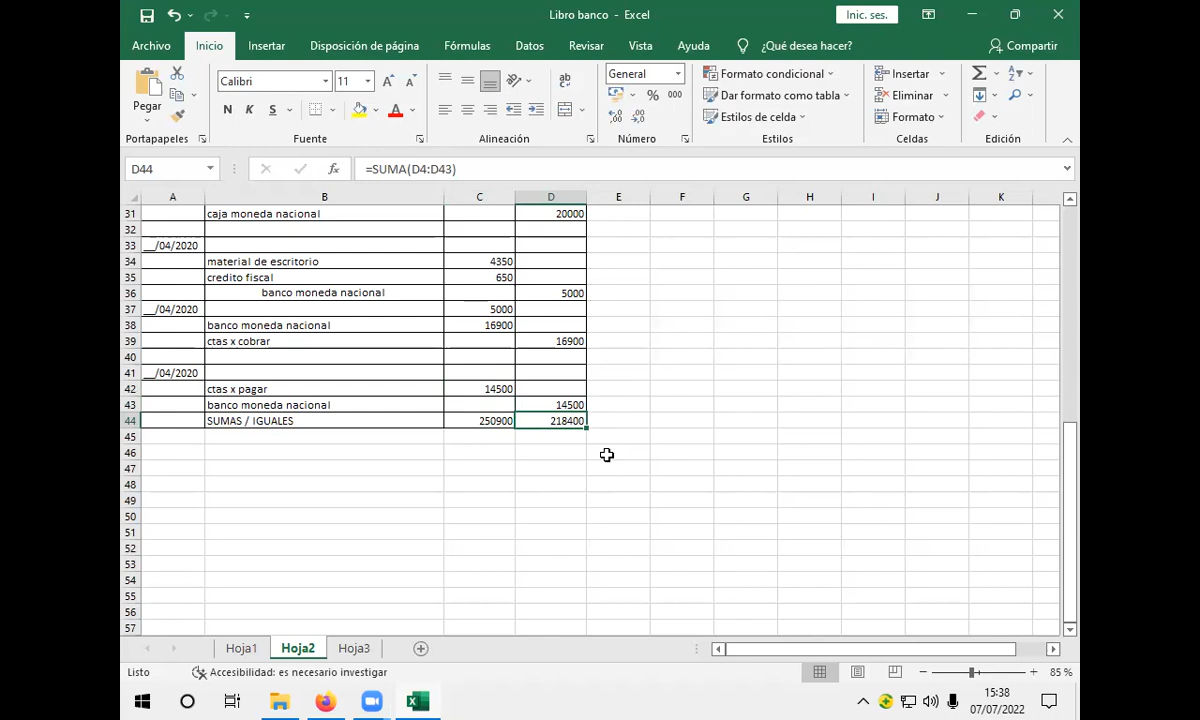 Libro banco - Excel
Inic. ses.
Archivo Inicio Insertar Disposición de página Fórmulas Datos Revisar Vista Ayuda ¿Qué desea hacer? Compartir
Pegar
Calibri 11
N K S
General
% 000
Formato condicional
Dar formato como tabla
Estilos de celda
Insertar
Eliminar
Formato
Portapapeles Fuente Alineación Número Estilos Celdas Edición
D44 fx =SUMA(D4:D43)
A B C D E F G H I J K
31 caja moneda nacional 20000
32
33 __/04/2020
34 material de escritorio 4350
35 credito fiscal 650
36 banco moneda nacional 5000
37 __/04/2020 5000
38 banco moneda nacional 16900
39 ctas x cobrar 16900
40
41 __/04/2020
42 ctas x pagar 14500
43 banco moneda nacional 14500
44 SUMAS / IGUALES 250900 218400
45
46
47
48
49
50
51
52
53
54
55
56
57
Hoja1 Hoja2 Hoja3
Listo Accesibilidad: es necesario investigar 85 %
15:38
07/07/2022